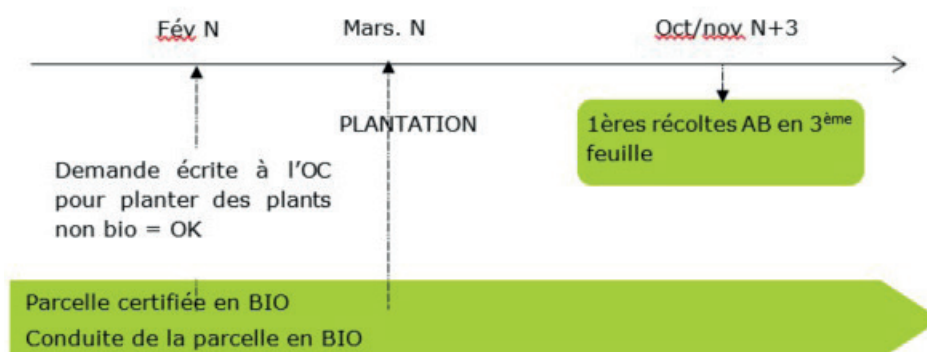 Fév N
Mars. N
Oct/nov N+3
PLANTATION
1ères récoltes AB en 3ème
feuille
Demande écrite à l'OC
pour planter des plants
non bio = OK
Parcelle certifiée en BIO
Conduite de la parcelle en BIO